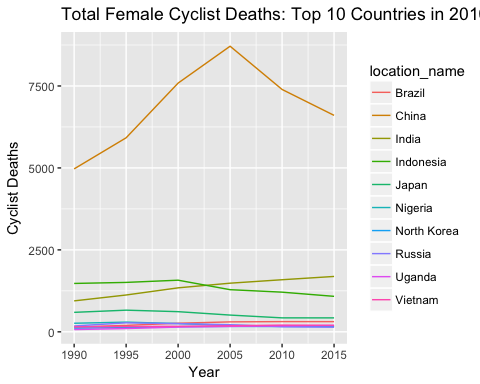 Total Female Cyclist Deaths: Top 10 Countries in 201
location_name
Brazil
China
India
Indonesia
Japan
Nigeria
North Korea
Russia
Uganda
Vietnam
Cyclist Deaths
7500
5000
2500
0
1990 1995 2000 2005 2010 2015
Year